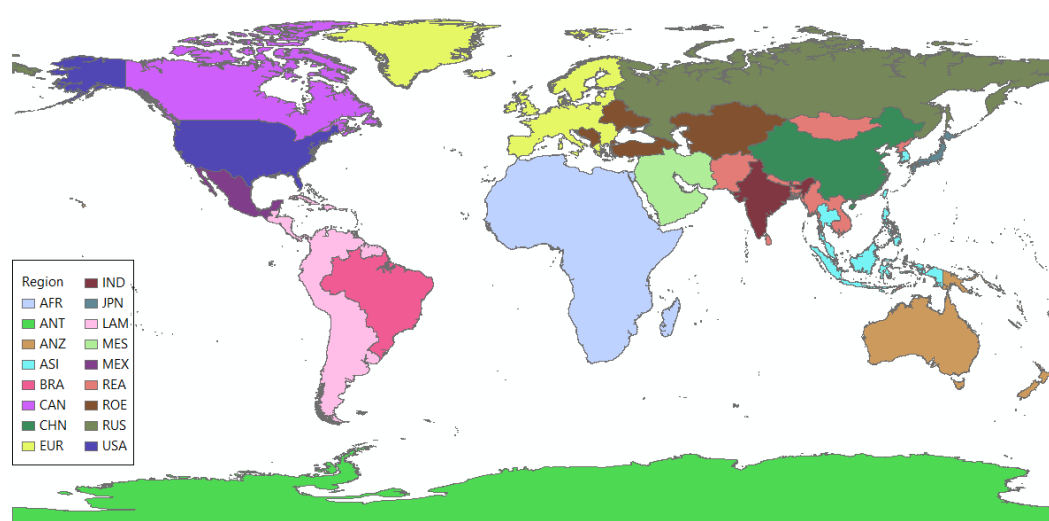 Region
AFR
ANT
ANZ
ASI
BRA
CAN
CHN
EUR
IND
JPN
LAM
MES
MEX
REA
ROE
RUS
USA